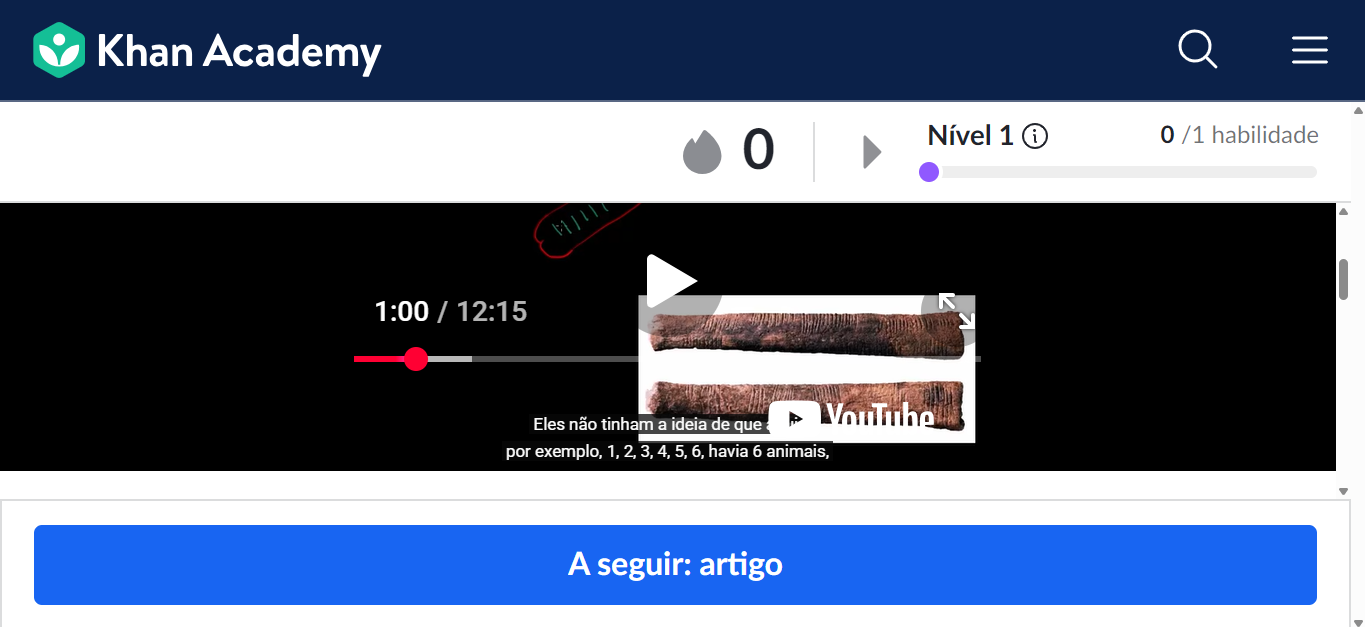 Khan Academy
0
Nível 1
0 /1 habilidade
1:00 / 12:15
Eles não tinham a ideia de que
por exemplo, 1, 2, 3, 4, 5, 6, havia 6 animais,
YouTube
A seguir: artigo